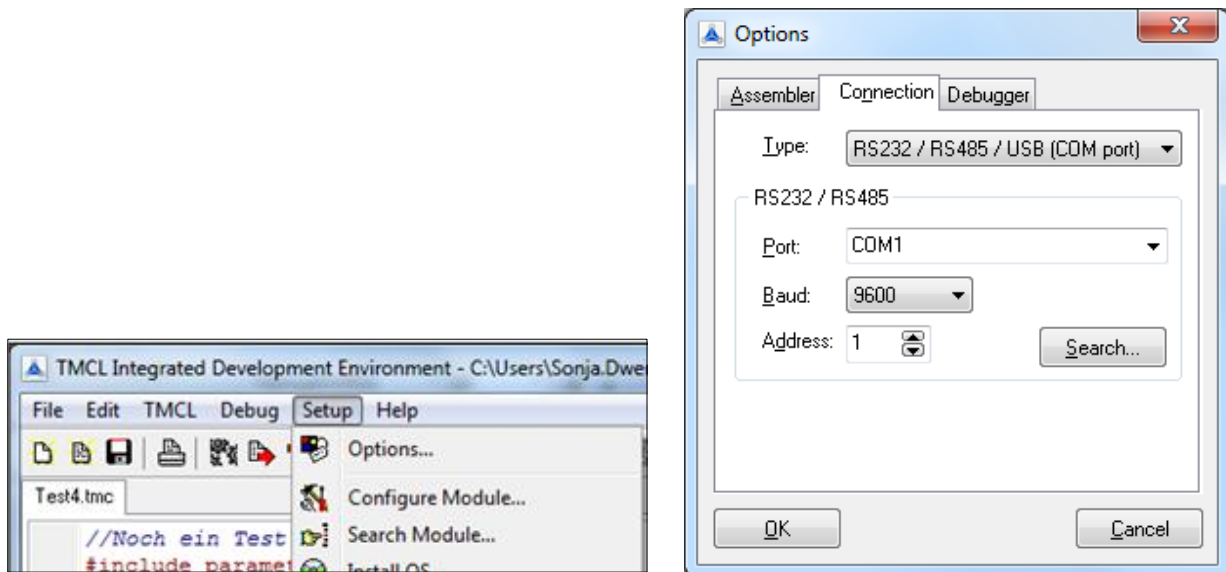 TMCL Integrated Development Environment - C:\Users\Sonja.Dwe
File Edit TMCL Debug Setup Help
Options...
Test4.tmc
Configure Module...
//Noch ein Test
Search Module...
#include paramet
Install OS
Options
Assembler Connection Debugger
Type: RS232 / RS485 / USB (COM port)
RS232 / RS485
Port: COM1
Baud: 9600
Address: 1
Search...
OK Cancel